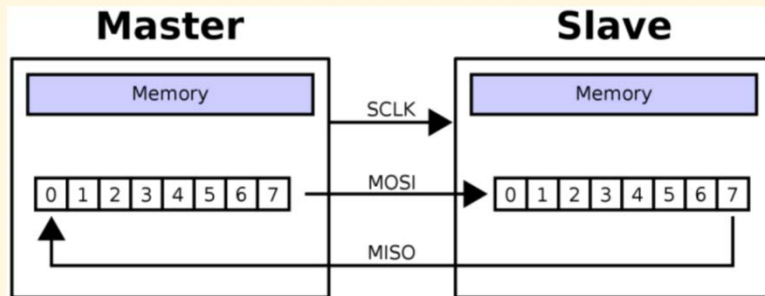 Master Slave
Memory Memory
SCLK
0 1 2 3 4 5 6 7 MOSI 0 1 2 3 4 5 6 7
MISO